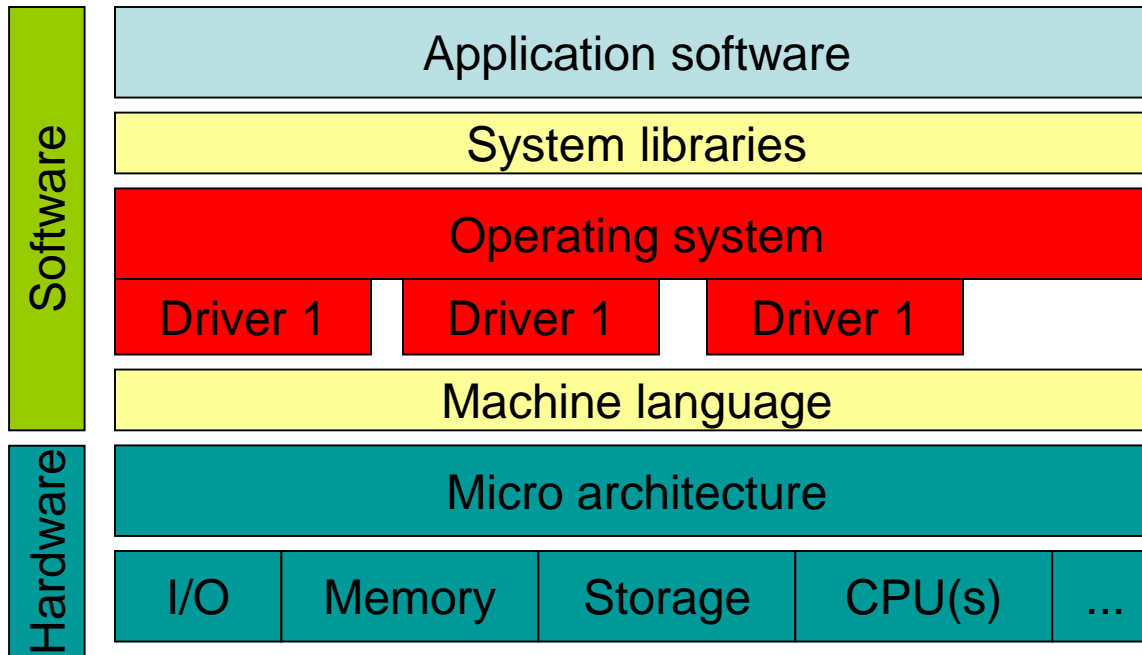 Software
Application software
System libraries
Operating system
Driver 1
Driver 1
Driver 1
Machine language
Hardware
Micro architecture
I/O
Memory
Storage
CPU(s)
...